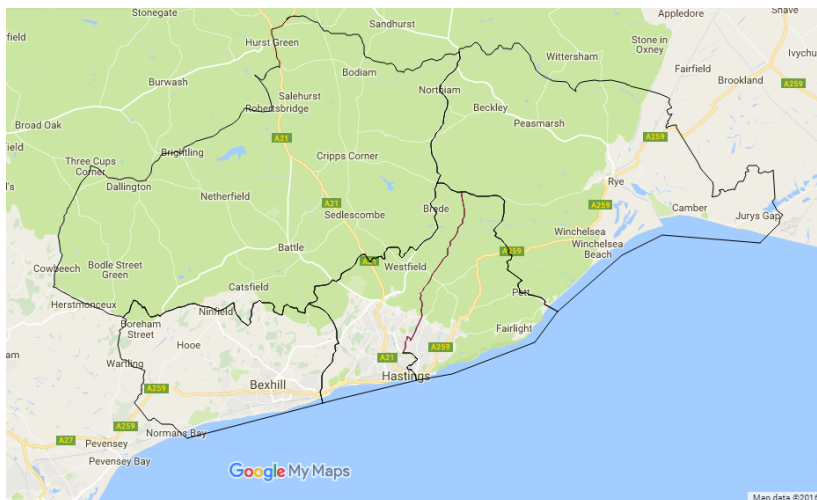 Stonegate
Sandhurst
Appledore
Snave
field
Hurst Green
Stone in
Oxney
Ivychu
Wittersham
Fairfield
Bodiam
Burwash
Brookland
Salehurst
Robertsbridge
Northiam
Beckley
A259
Broad Oak
Peasmarsh
A21
A259
field
Brightling
Cripps Corner
Three Cups
Corner
Dallington
Rye
Netherfield
A21
A259
Camber
Jurys Gap
Sedlescombe
Brede
Winchelsea
Winchelsea
Beach
Battle
A259
Cowbeech
Bodle Street
Green
Westfield
Catsfield
Pett
Herstmonceux
Ninfield
Boreham
Street
Fairlight
Hooe
A259
am
Wartling
A21
Hastings
Bexhill
A259
A259
Normans Bay
A27
Pevensey
Pevensey Bay
Google My Maps
Map data ©2016